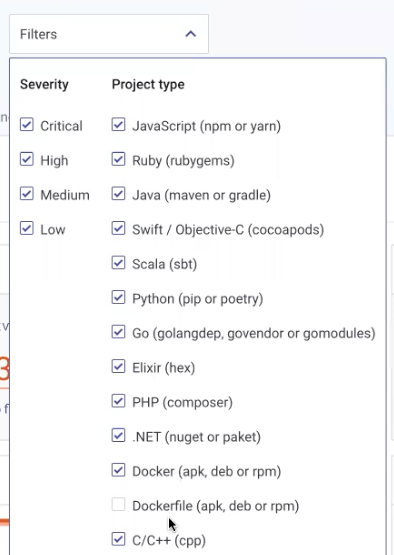 Filters
Severity
Project type
Critical
JavaScript (npm or yarn)
High
Ruby (rubygems)
Medium
Java (maven or gradle)
Low
Swift / Objective-C (cocoapods)
Scala (sbt)
Python (pip or poetry)
Go (golangdep, govendor or gomodules)
Elixir (hex)
PHP (composer)
.NET (nuget or paket)
Docker (apk, deb or rpm)
Dockerfile (apk, deb or rpm)
C/C++ (cpp)